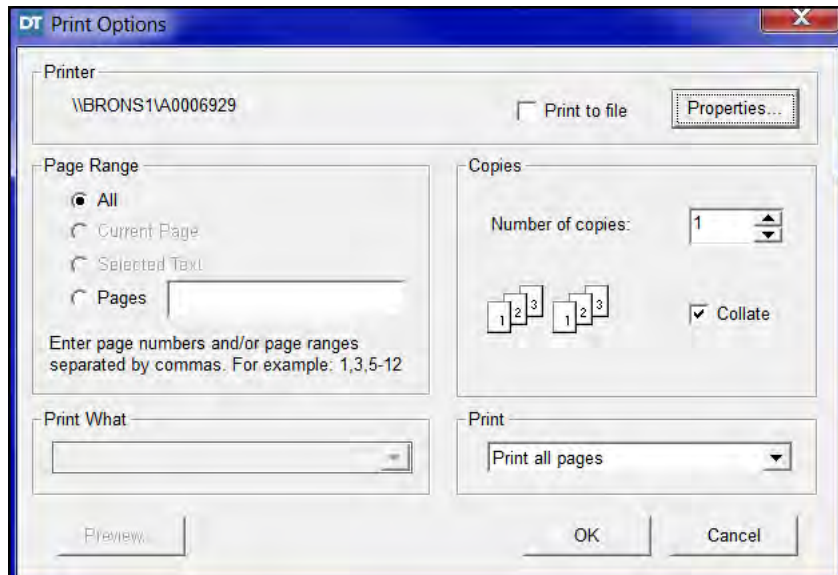 DT Print Options
Printer
\\BRONS1\A0006929
Print to file
Properties...
Page Range
All
Current Page
Selected Text
Pages
Enter page numbers and/or page ranges
separated by commas. For example: 1,3,5-12
Copies
Number of copies:
1
1 2 3 1 2 3
Collate
Print What
Print
Print all pages
Preview...
OK
Cancel